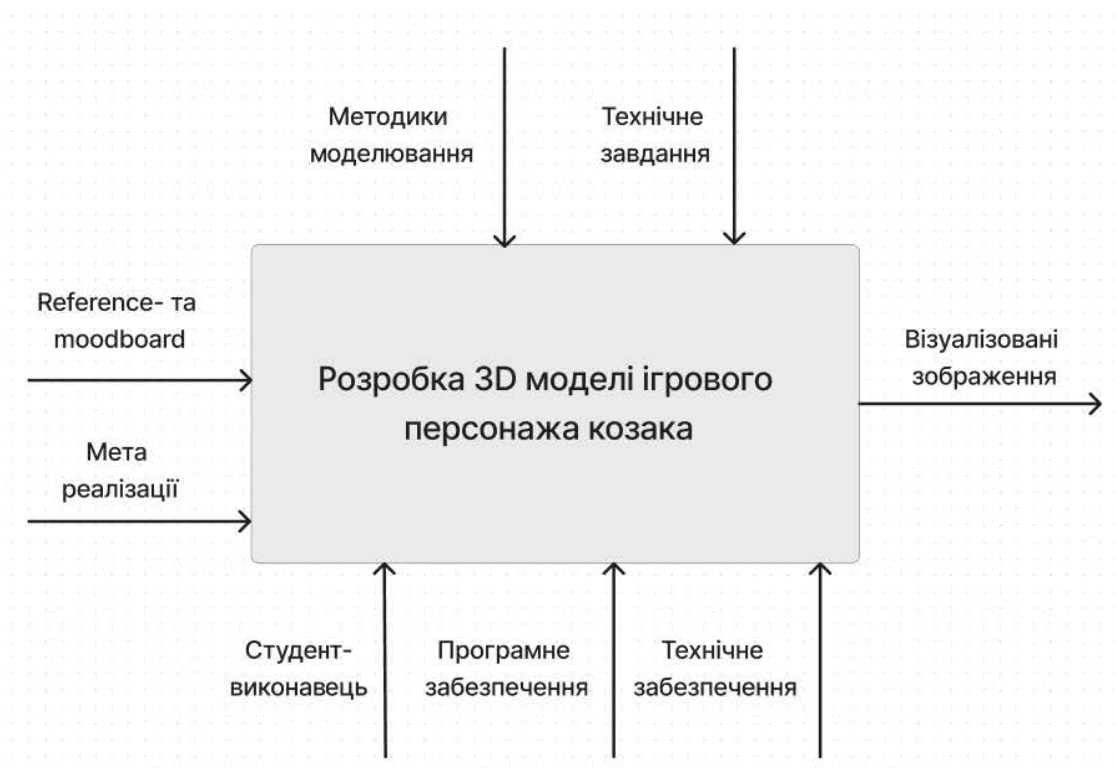 Методики
моделювання
Технічне
завдання
Reference- та
moodboard
Мета
реалізації
Розробка 3D моделі ігрового
персонажа козака
Візуалізовані
зображення
Студент-
виконавець
Програмне
забезпечення
Технічне
забезпечення